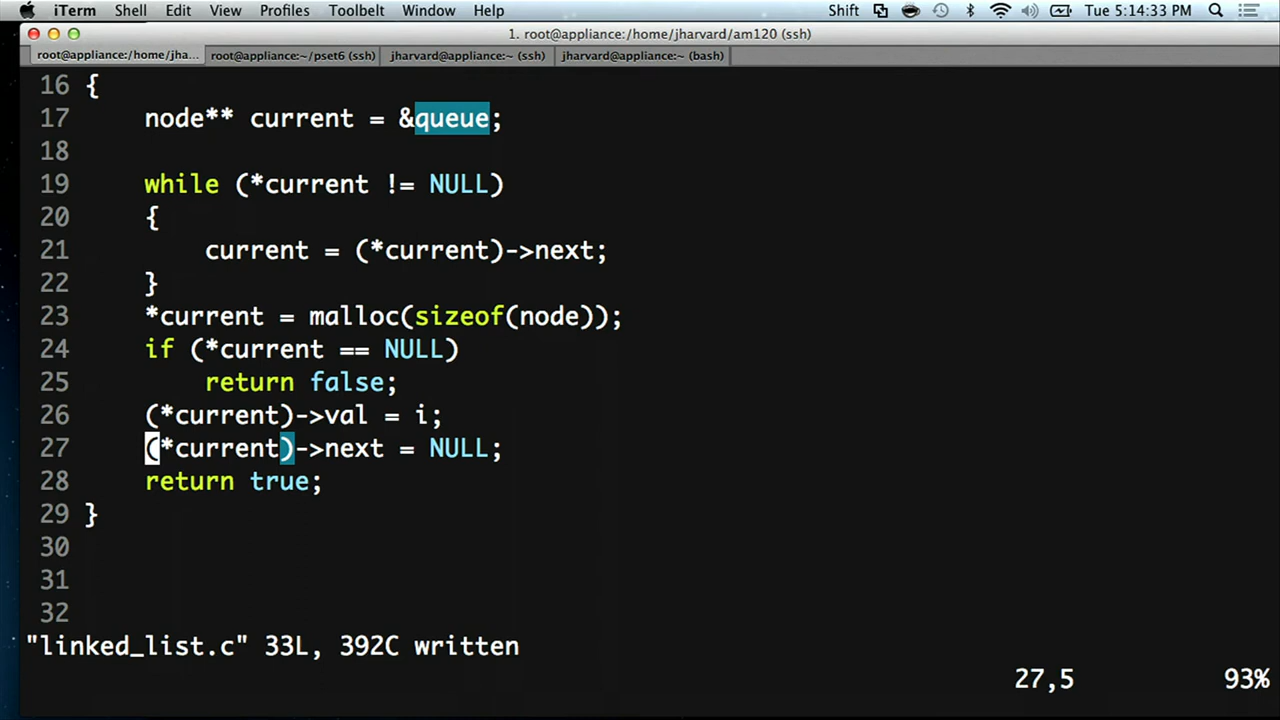 iTerm Shell Edit View Profiles Toolbelt Window Help Shift Tue 5:14:33 PM
1. root@appliance:/home/jharvard/am120 (ssh)
root@appliance:/home/jha... root@appliance:~/pset6 (ssh) jharvard@appliance:~ (ssh) jharvard@appliance:~ (bash)
16 {
17     node** current = &queue;
18
19     while (*current != NULL)
20     {
21         current = (*current)->next;
22     }
23     *current = malloc(sizeof(node));
24     if (*current == NULL)
25         return false;
26     (*current)->val = i;
27     (*current)->next = NULL;
28     return true;
29 }
30
31
32
"linked_list.c" 33L, 392C written
27,5 93%